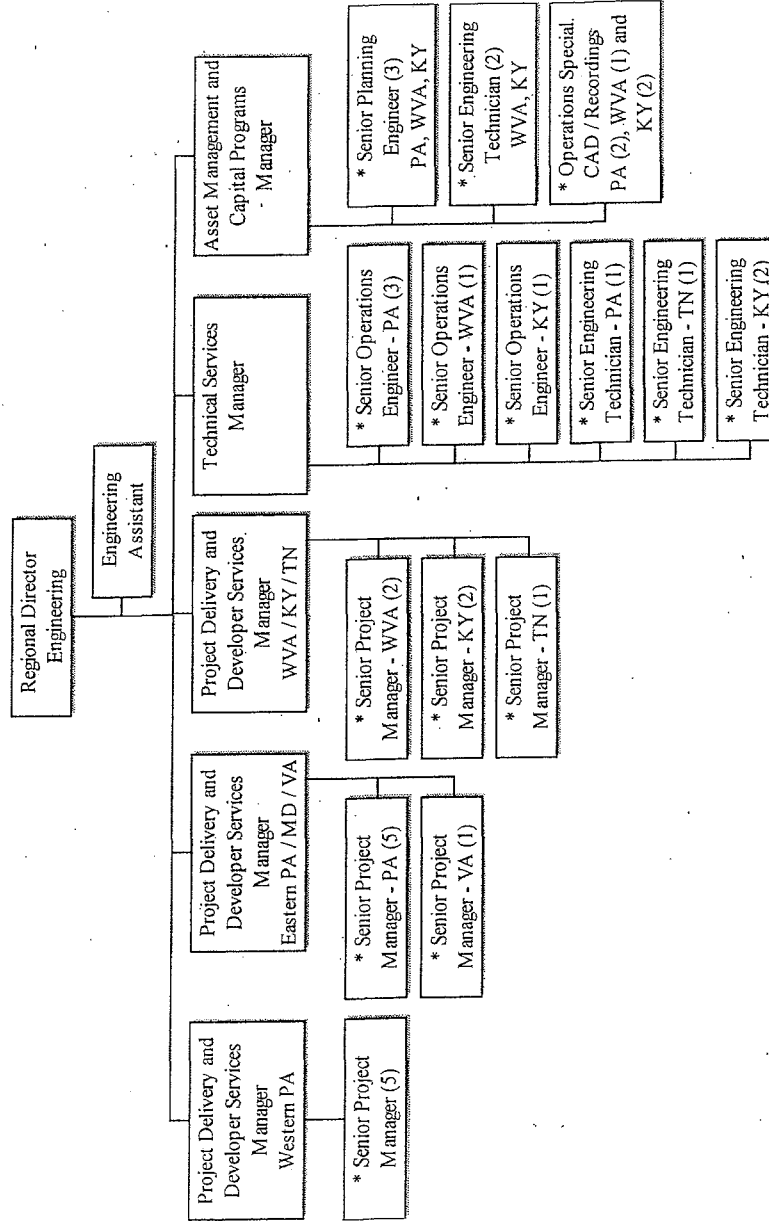 Regional Director
Engineering
Engineering
Assistant
Project Delivery and
Developer Services
Manager
Western PA
* Senior Project
Manager (5)
Project Delivery and
Developer Services
Manager
Eastern PA / MD / VA
* Senior Project
Manager - PA (5)
* Senior Project
Manager - VA (1)
Project Delivery and
Developer Services.
Manager
WVA / KY / TN
* Senior Project
Manager - WVA (2)
* Senior Project
Manager - KY (2)
* Senior Project
Manager - TN (1)
Technical Services
Manager
* Senior Operations
Engineer - PA (3)
* Senior Operations
Engineer - WVA (1)
* Senior Operations
Engineer - KY (1)
* Senior Engineering
Technician - PA (1)
* Senior Engineering
Technician - TN (1)
* Senior Engineering
Technician - KY (2)
Asset Management and
Capital Programs
- Manager
* Senior Planning
Engineer (3)
PA, WVA, KY
* Senior Engineering
Technician (2)
WVA, KY
* Operations Special.
CAD / Recordings
PA (2), WVA (1) and
KY (2)